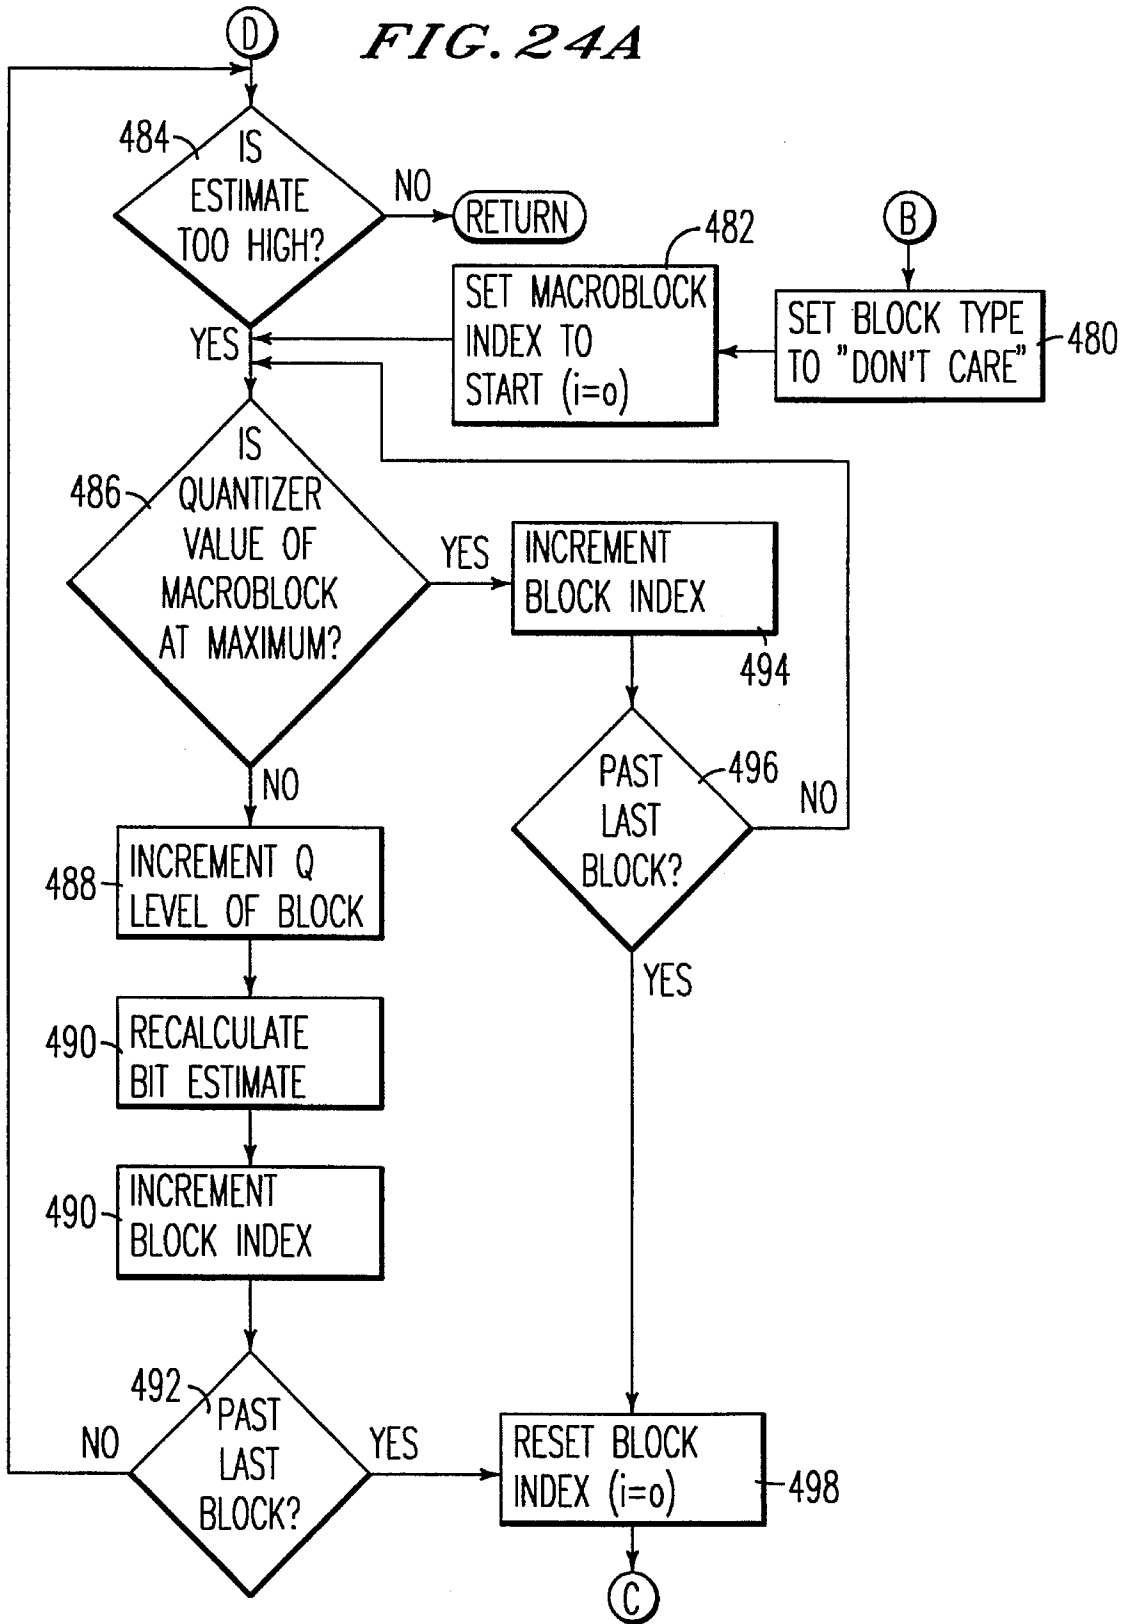 D
FIG. 24A
484
IS
ESTIMATE
TOO HIGH?
NO
RETURN
YES
482
SET MACROBLOCK
INDEX TO
START (i=o)
B
SET BLOCK TYPE
TO "DON'T CARE"
480
486
IS
QUANTIZER
VALUE OF
MACROBLOCK
AT MAXIMUM?
YES
INCREMENT
BLOCK INDEX
494
NO
PAST
LAST
BLOCK?
496
NO
YES
488
INCREMENT Q
LEVEL OF BLOCK
490
RECALCULATE
BIT ESTIMATE
490
INCREMENT
BLOCK INDEX
492
PAST
LAST
BLOCK?
NO
YES
RESET BLOCK
INDEX (i=o)
498
C